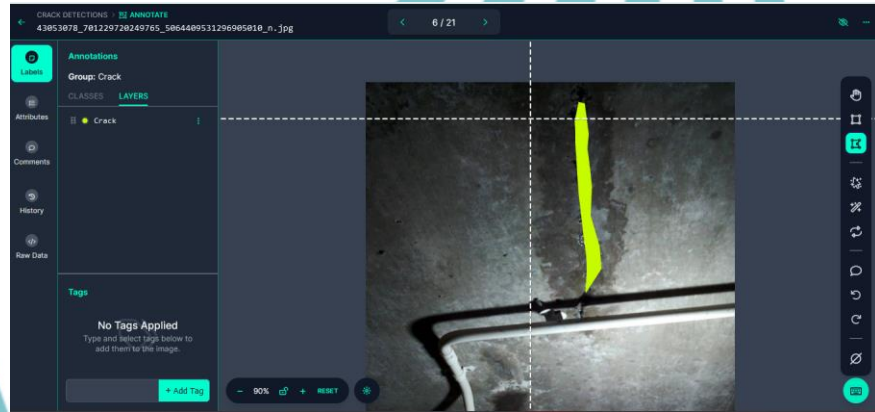 CRACK DETECTIONS > ANNOTATE
43053078_701229720249765_5064409531296905010_n.jpg
6 / 21
Labels
Attributes
Comments
History
Raw Data
Annotations
Group: Crack
CLASSES LAYERS
Crack
Tags
No Tags Applied
Type and select tags below to
add them to the image.
+ Add Tag
− 90% + RESET